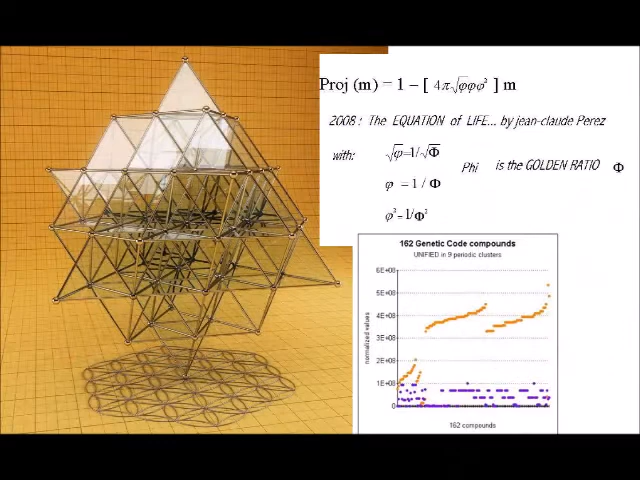 Proj (m) = 1 – [ 4π√φφφ² ] m
2008 : The EQUATION of LIFE... by jean-claude Perez
with: √φ=1/√Φ
Phi is the GOLDEN RATIO Φ
φ = 1 / Φ
φ²=1/Φ²
162 Genetic Code compounds
UNIFIED in 9 periodic clusters
6E+08
5E+08
4E+08
3E+08
2E+08
1E+08
0
normalized values
162 compounds